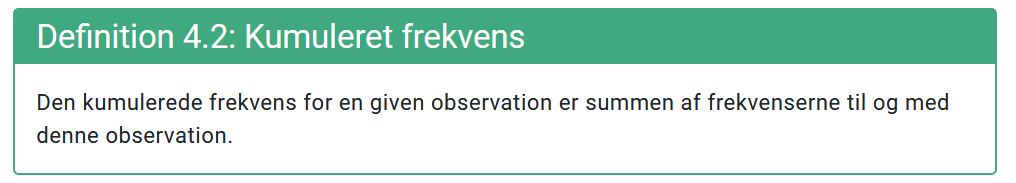 Definition 4.2: Kumuleret frekvens
Den kumulerede frekvens for en given observation er summen af frekvenserne til og med
denne observation.